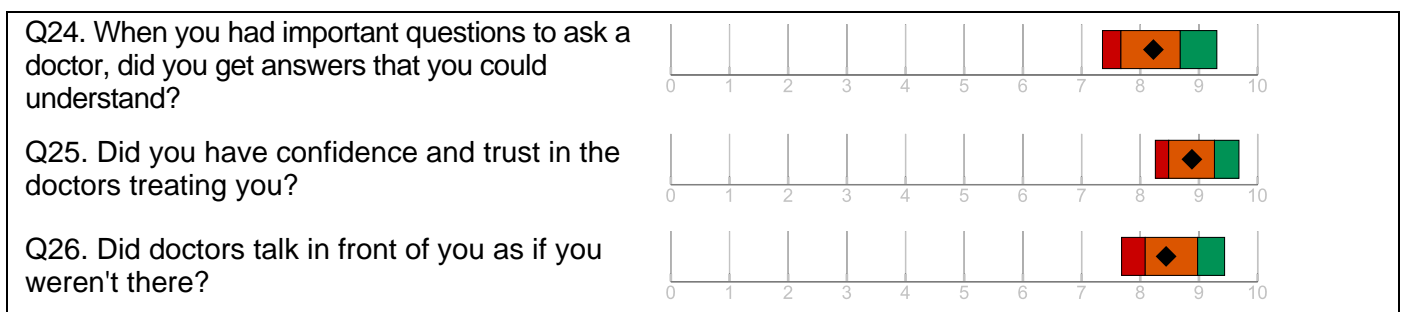 Q24. When you had important questions to ask a
doctor, did you get answers that you could
understand?
0 1 2 3 4 5 6 7 8 9 10
Q25. Did you have confidence and trust in the
doctors treating you?
0 1 2 3 4 5 6 7 8 9 10
Q26. Did doctors talk in front of you as if you
weren't there?
0 1 2 3 4 5 6 7 8 9 10